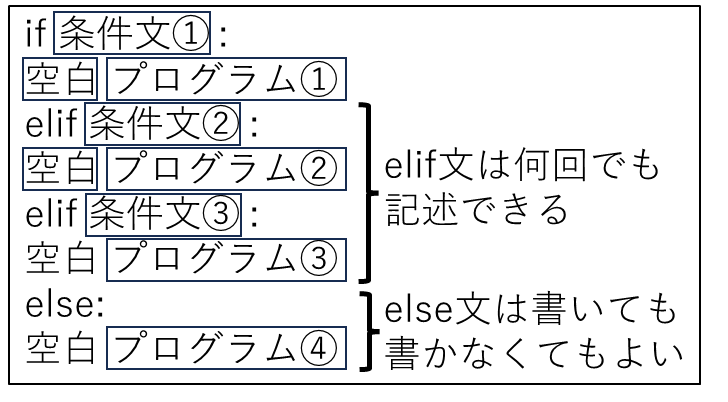 if 条件文① :
空白 プログラム①
elif 条件文② :
空白 プログラム②
elif 条件文③ :
空白 プログラム③
else:
空白 プログラム④
elif文は何回でも
記述できる
else文は書いても
書かなくてもよい